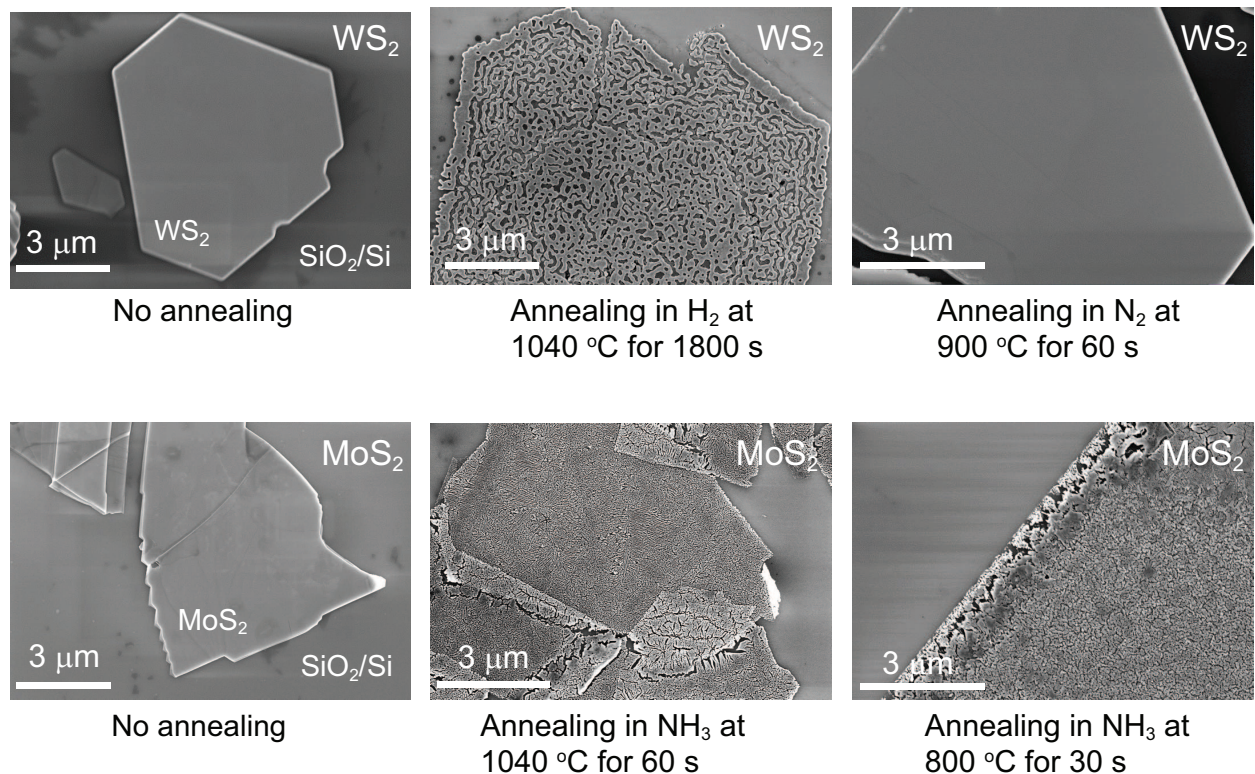 WS₂
WS₂
3 μm
SiO₂/Si
No annealing
WS₂
3 μm
Annealing in H₂ at
1040 °C for 1800 s
WS₂
3 μm
Annealing in N₂ at
900 °C for 60 s
MoS₂
MoS₂
3 μm
SiO₂/Si
No annealing
MoS₂
3 μm
Annealing in NH₃ at
1040 °C for 60 s
MoS₂
3 μm
Annealing in NH₃ at
800 °C for 30 s